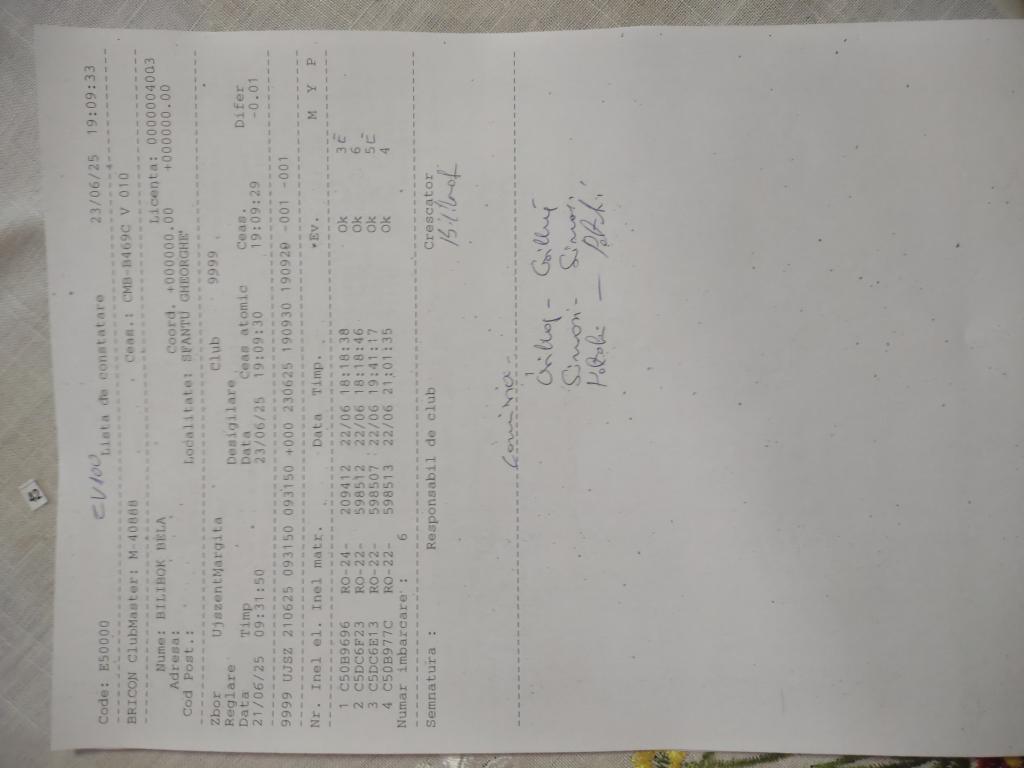 CV100
Code: E50000 Lista de constatare 23/06/25 19:09:33
BRICON ClubMaster: M-40888 Ceas.: CMB-B469C V 010
Nume: BILIBOK BELA Licenta: 0000004003
Adresa: Coord. +000000.00 +000000.00
Cod Post.: Localitate: SFANTU GHEORGHE
Zbor UjszentMargita Club 9999
Reglare Desigilare
Data Timp Data Ceas atomic Ceas. Difer
21/06/25 09:31:50 23/06/25 19:09:30 19:09:29 -0.01
9999 UJSZ 210625 093150 093150 +000 230625 190930 190929 -001 -001
Nr. Inel el. Inel matr. Data Timp. Ev. M Y P
1 C50B9696 RO-24- 209412 22/06 18:18:38 Ok 3E
2 C5DC6F23 RO-22- 598512 22/06 18:18:46 Ok 6
3 C5DC6E13 RO-22- 598507 22/06 19:41:17 Ok 5E
4 C50B977C RO-22- 598513 22/06 21:01:35 Ok 4
Numar imbarcare: 6
Semnatura : Responsabil de club Crescator